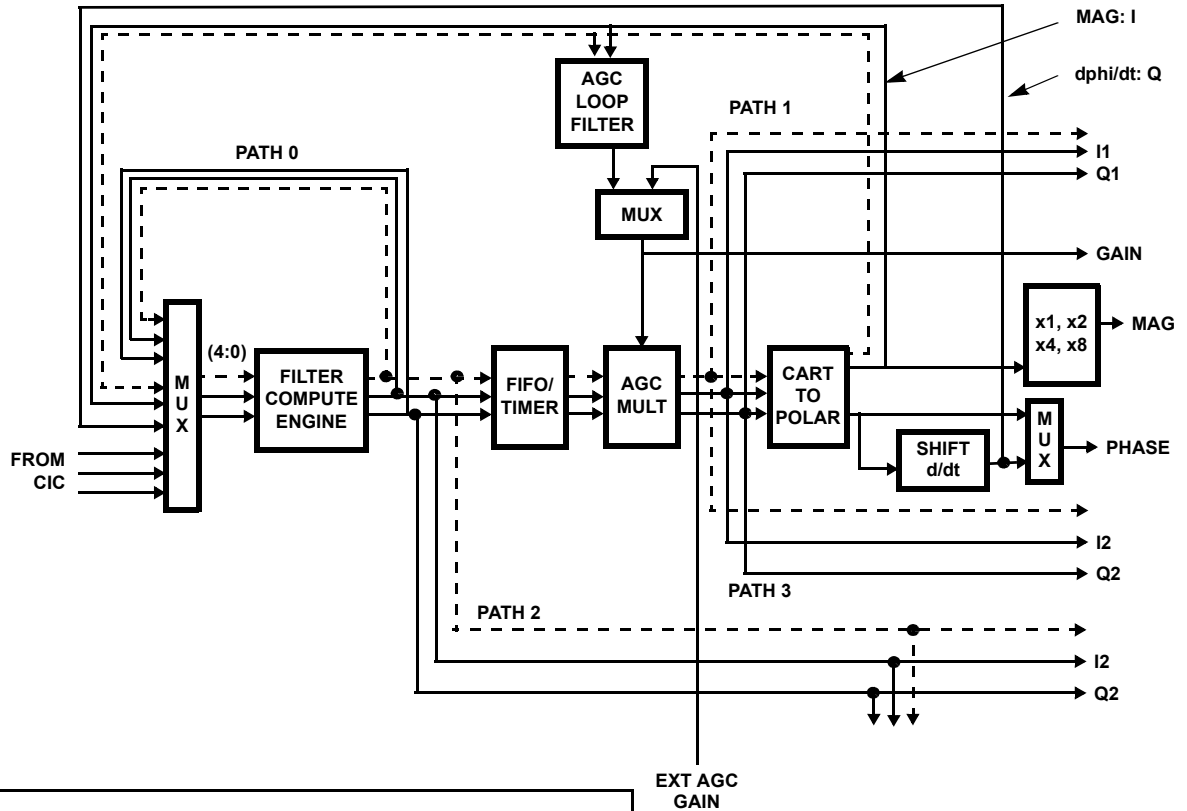 MAG: I
dphi/dt: Q
AGC
LOOP
FILTER
PATH 1
I1
Q1
PATH 0
MUX
GAIN
x1, x2
x4, x8
MAG
(4:0)
M
U
X
FILTER
COMPUTE
ENGINE
FIFO/
TIMER
AGC
MULT
CART
TO
POLAR
M
U
X
PHASE
SHIFT
d/dt
FROM
CIC
I2
Q2
PATH 3
PATH 2
I2
Q2
EXT AGC
GAIN